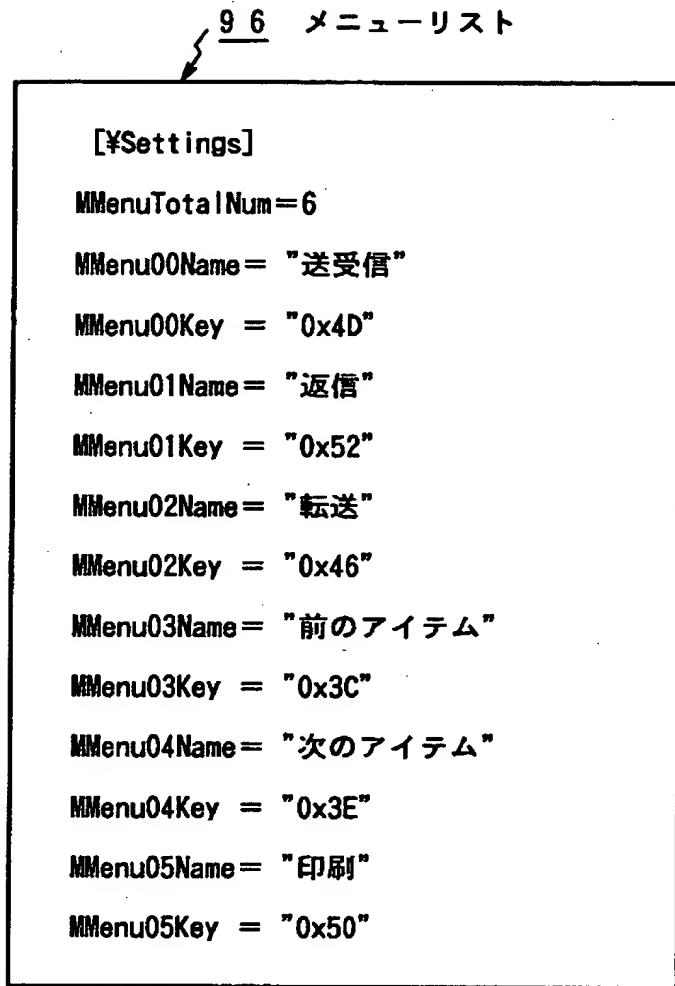 96 メニューリスト
[¥Settings]
MMenuTotalNum=6
MMenu00Name= "送受信"
MMenu00Key = "0x4D"
MMenu01Name= "返信"
MMenu01Key = "0x52"
MMenu02Name= "転送"
MMenu02Key = "0x46"
MMenu03Name= "前のアイテム"
MMenu03Key = "0x3C"
MMenu04Name= "次のアイテム"
MMenu04Key = "0x3E"
MMenu05Name= "印刷"
MMenu05Key = "0x50"